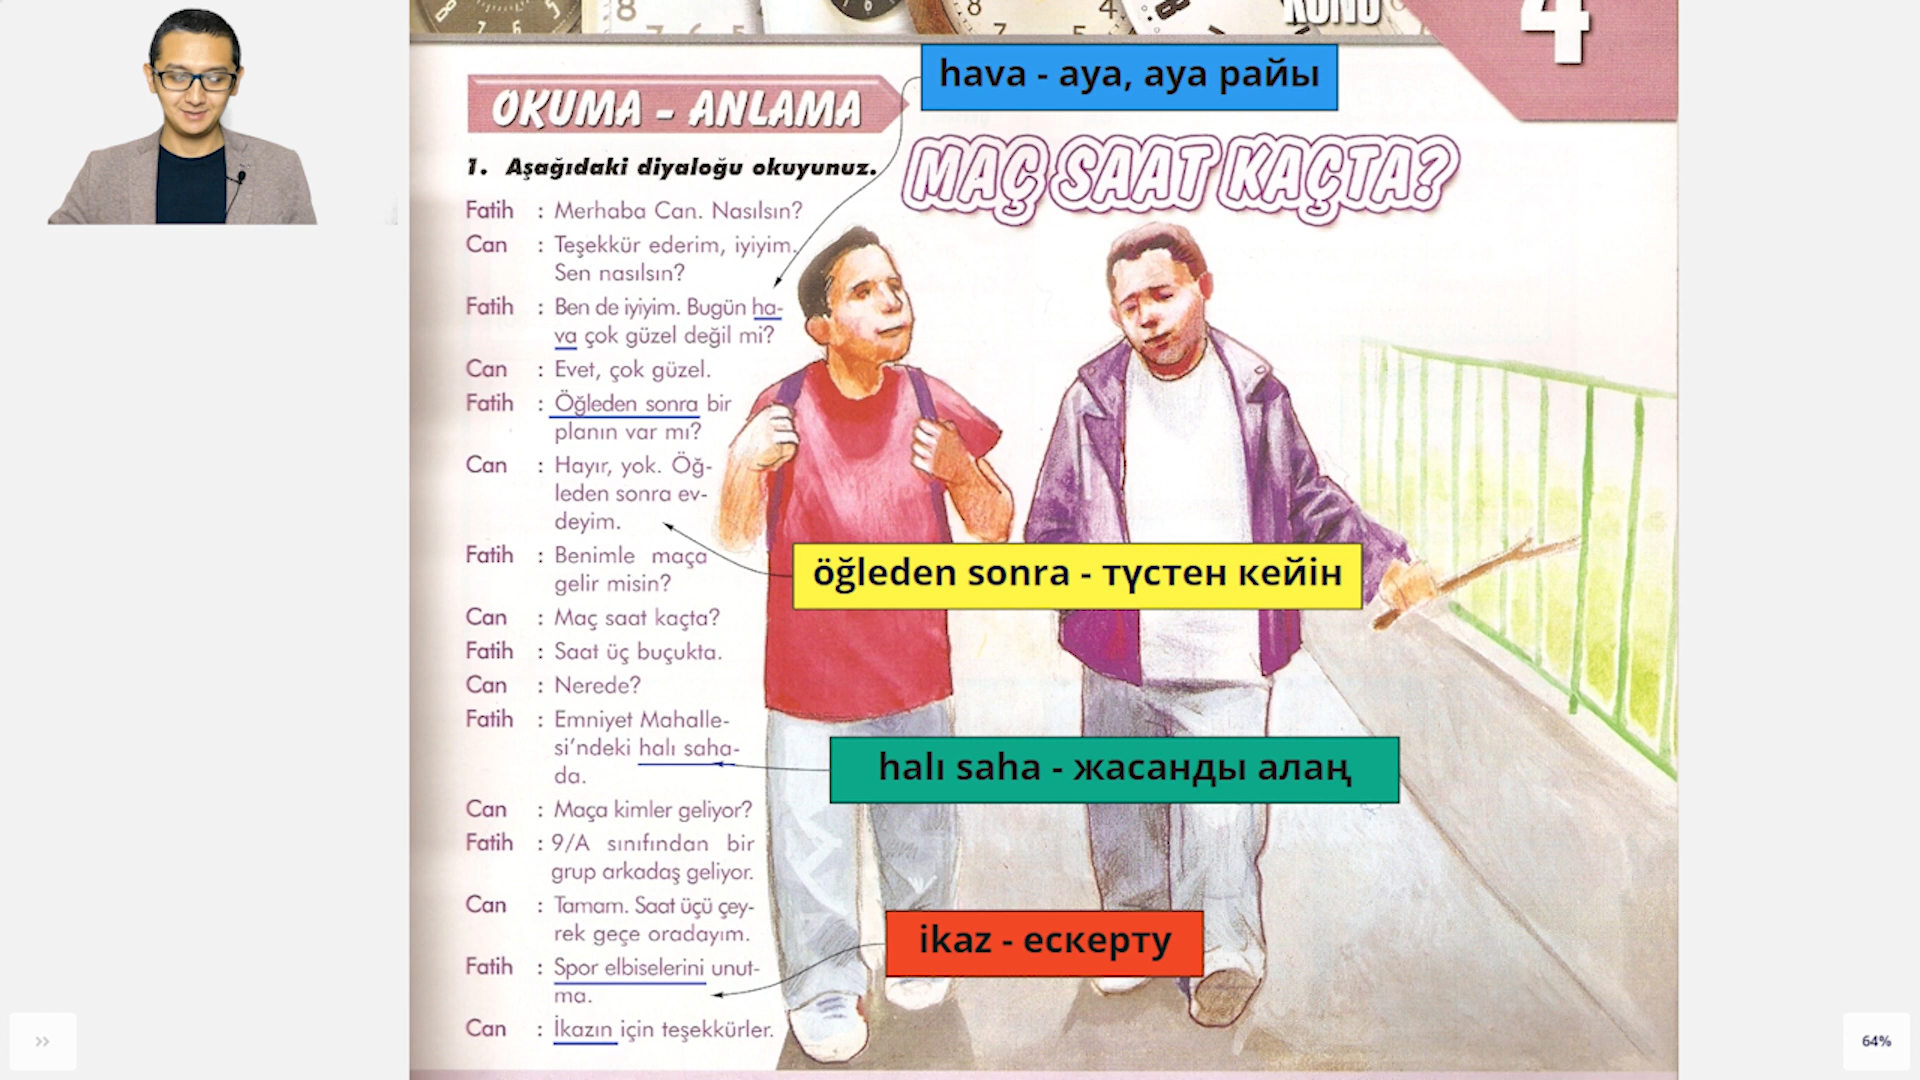 KONU
4
OKUMA - ANLAMA
hava - aya, aya райы
MAÇ SAAT KAÇTA?
1. Aşağıdaki diyaloğu okuyunuz.
Fatih : Merhaba Can. Nasılsın?
Can : Teşekkür ederim, iyiyim.
Sen nasılsın?
Fatih : Ben de iyiyim. Bugün ha-
va çok güzel değil mi?
Can : Evet, çok güzel.
Fatih : Öğleden sonra bir
planın var mı?
Can : Hayır, yok. Öğ-
leden sonra ev-
deyim.
öğleden sonra - түстен кейін
Fatih : Benimle maça
gelir misin?
Can : Maç saat kaçta?
Fatih : Saat üç buçukta.
Can : Nerede?
Fatih : Emniyet Mahalle-
si'ndeki halı saha-
da.
halı saha - жасанды алаң
Can : Maça kimler geliyor?
Fatih : 9/A sınıfından bir
grup arkadaş geliyor.
Can : Tamam. Saat üçü çey-
rek geçe oradayım.
ikaz - ескерту
Fatih : Spor elbiselerini unut-
ma.
Can : İkazın için teşekkürler.
64%